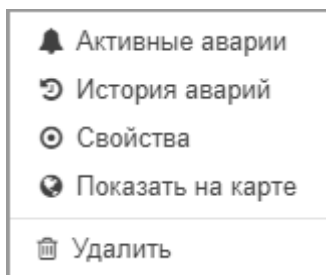 Активные аварии
История аварий
Свойства
Показать на карте
Удалить